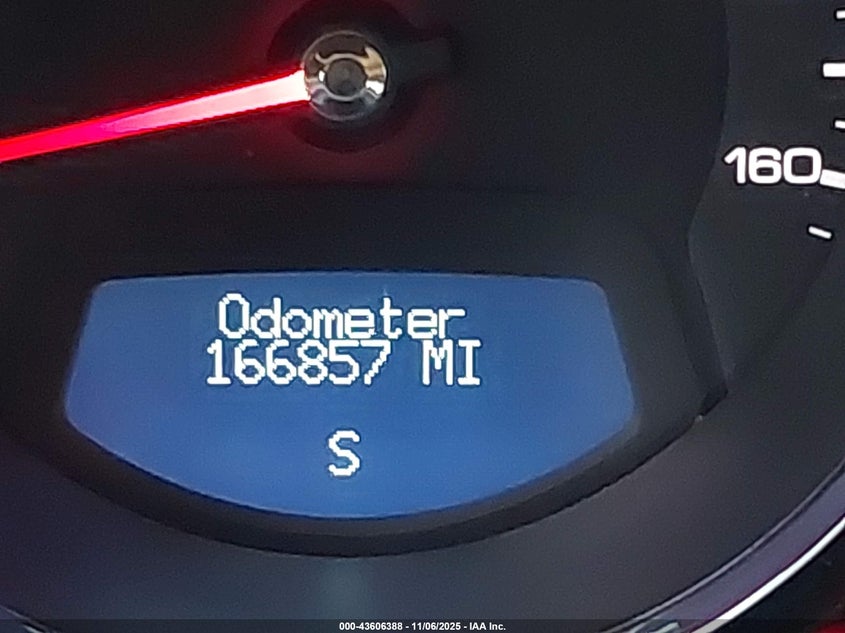 160
Odometer
166857 MI
S
000-43606388 - 11/06/2025 - IAA Inc.